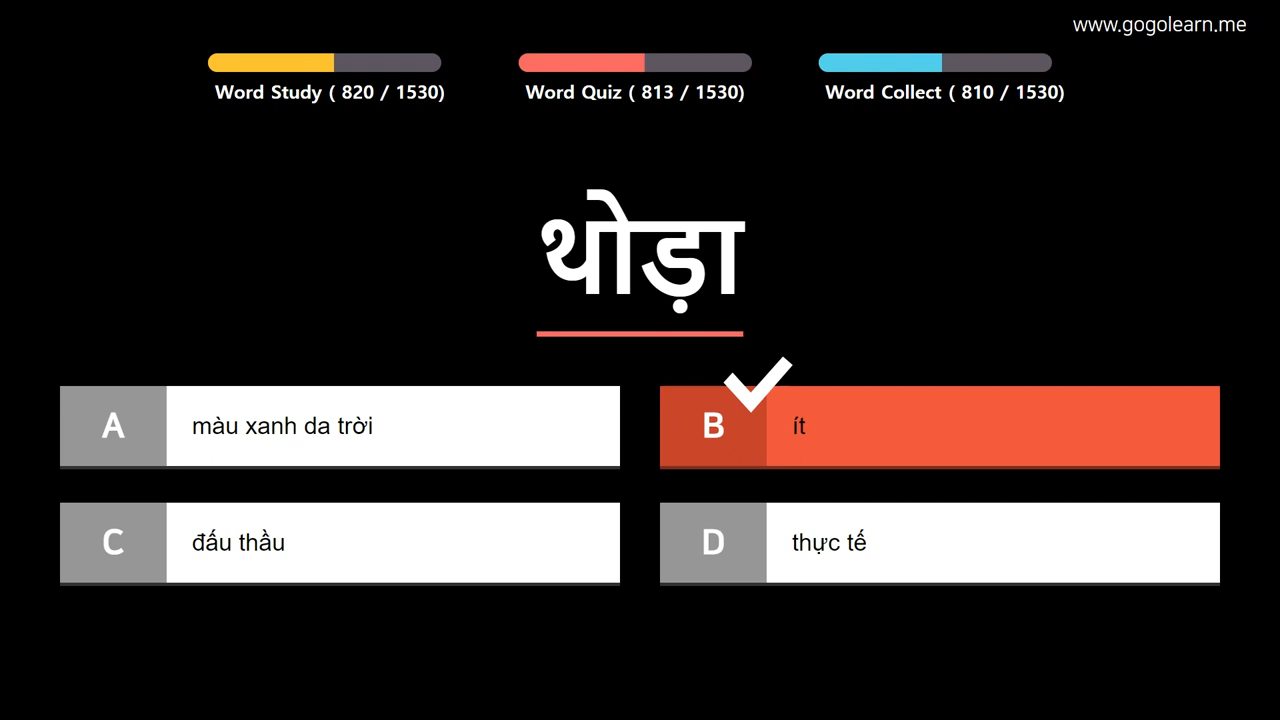 www.gogolearn.me
Word Study ( 820 / 1530)
Word Quiz ( 813 / 1530)
Word Collect ( 810 / 1530)
थोड़ा
A
màu xanh da trời
B
ít
C
đấu thầu
D
thực tế